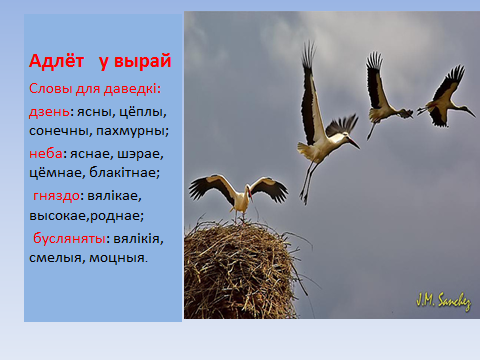 Адлёт у вырай
Словы для даведкі:
дзень: ясны, цёплы,
сонечны, пахмурны;
неба: яснае, шэрае,
цёмнае, блакітнае;
гняздо: вялікае,
высокае,роднае;
бусляняты: вялікія,
смелыя, моцныя.
J.M. Sanchez